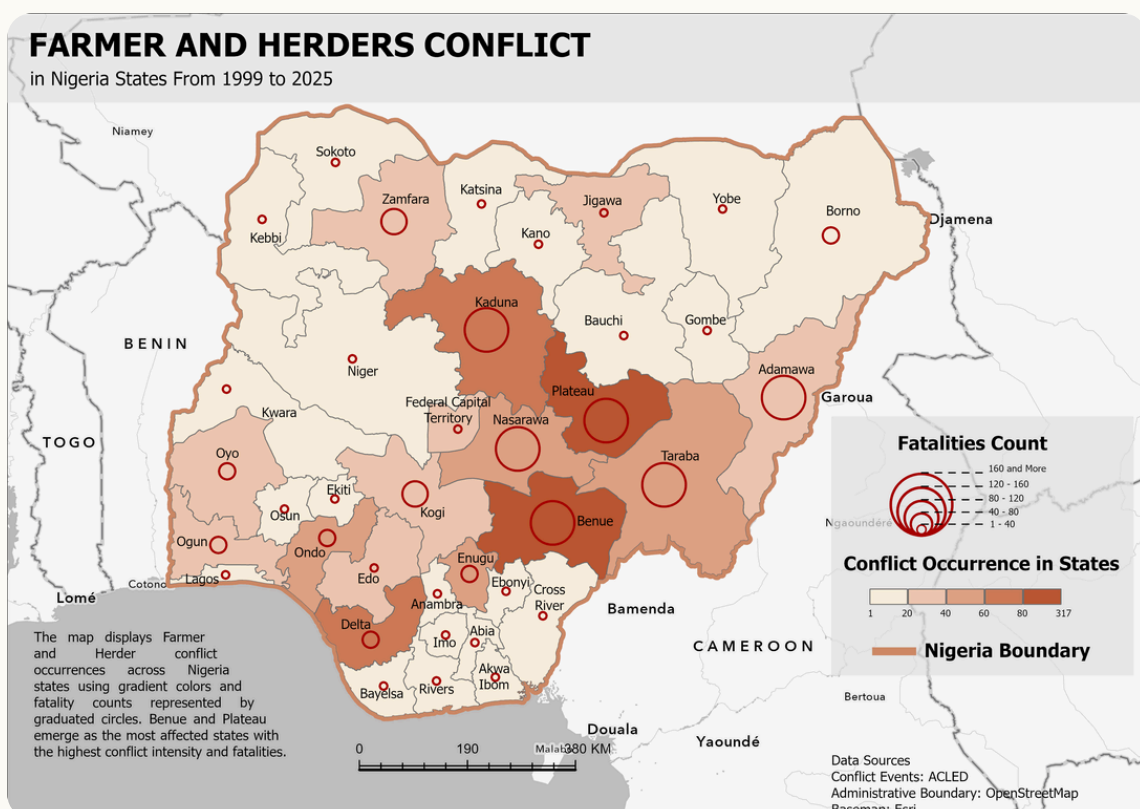 FARMER AND HERDERS CONFLICT
in Nigeria States From 1999 to 2025
Niamey
Sokoto
Katsina
Zamfara
Jigawa
Yobe
Borno
Djamena
Kebbi
Kano
Kaduna
Bauchi
Gombe
BENIN
Niger
Adamawa
Plateau
Garoua
Federal Capital
Territory
Kwara
Nasarawa
TOGO
Oyo
Taraba
Ekiti
Osun
Kogi
Benue
Ogun
Ondo
Enugu
Edo
Lagos
Cotono
Ebonyi
Cross
River
Lomé
Anambra
Bamenda
Delta
Imo
Abia
CAMEROON
Akwa
Ibom
Bayelsa
Rivers
Bertoua
Douala
Yaoundé
Fatalities Count
160 and More
120 - 160
80 - 120
40 - 80
1 - 40
Ngaoundéré
Conflict Occurrence in States
1 20 40 60 80 317
Nigeria Boundary
The map displays Farmer
and Herder conflict
occurrences across Nigeria
states using gradient colors and
fatality counts represented by
graduated circles. Benue and Plateau
emerge as the most affected states with
the highest conflict intensity and fatalities.
0 190 380 KM
Data Sources
Conflict Events: ACLED
Administrative Boundary: OpenStreetMap
Basemap: Esri